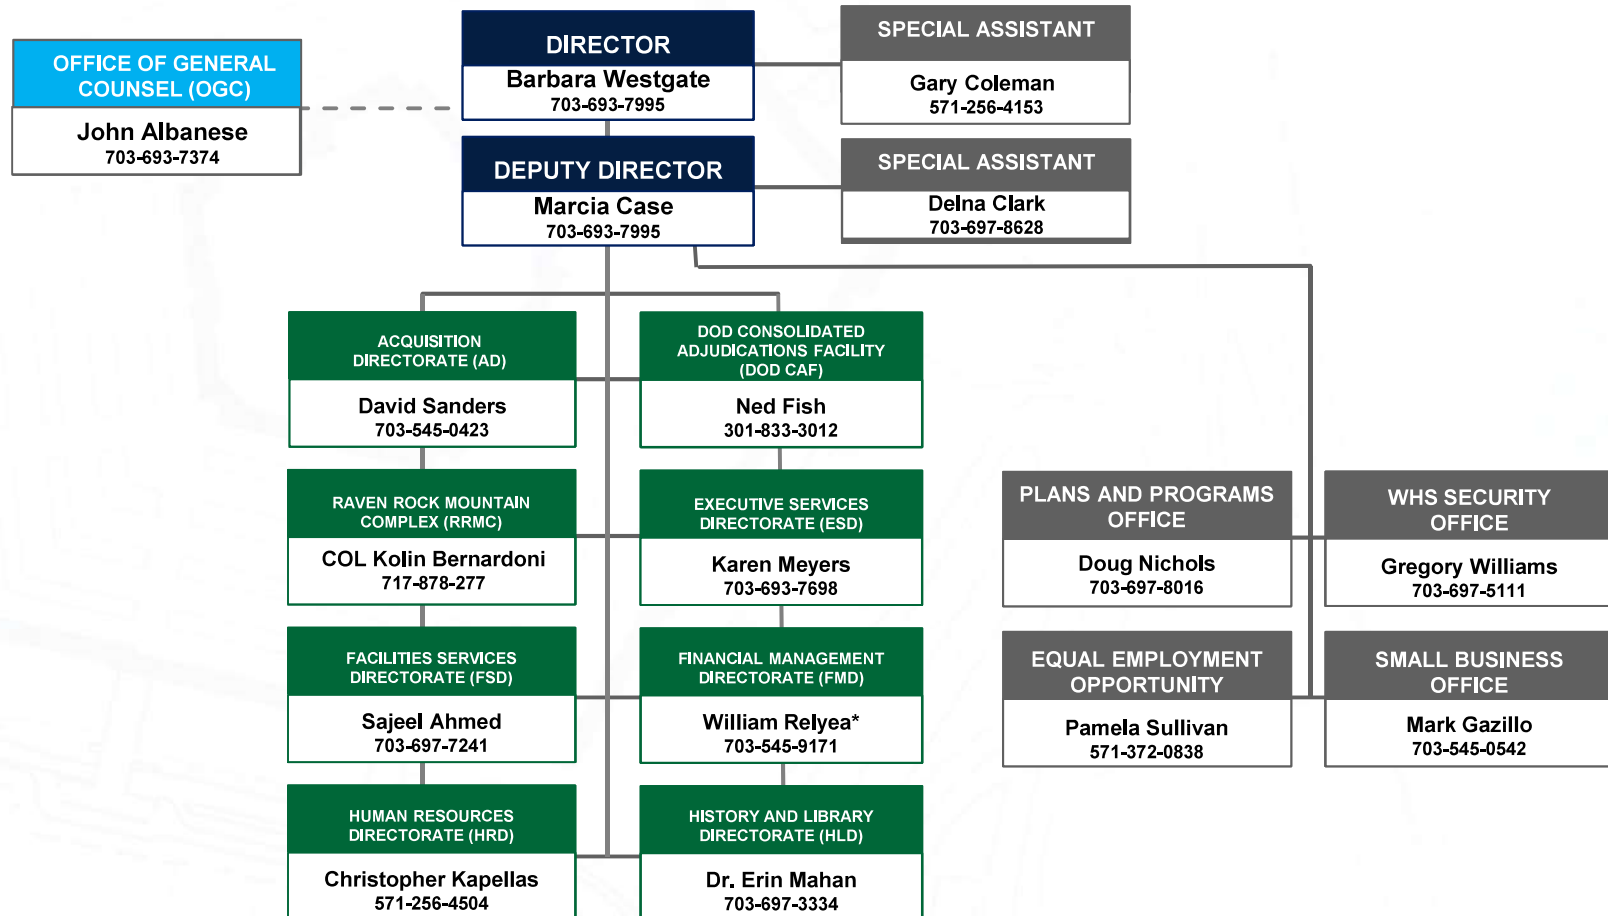 OFFICE OF GENERAL
COUNSEL (OGC)
John Albanese
703-693-7374
DIRECTOR
Barbara Westgate
703-693-7995
SPECIAL ASSISTANT
Gary Coleman
571-256-4153
DEPUTY DIRECTOR
Marcia Case
703-693-7995
SPECIAL ASSISTANT
Delna Clark
703-697-8628
ACQUISITION
DIRECTORATE (AD)
David Sanders
703-545-0423
DOD CONSOLIDATED
ADJUDICATIONS FACILITY
(DOD CAF)
Ned Fish
301-833-3012
RAVEN ROCK MOUNTAIN
COMPLEX (RRMC)
COL Kolin Bernardoni
717-878-277
EXECUTIVE SERVICES
DIRECTORATE (ESD)
Karen Meyers
703-693-7698
FACILITIES SERVICES
DIRECTORATE (FSD)
Sajeel Ahmed
703-697-7241
FINANCIAL MANAGEMENT
DIRECTORATE (FMD)
William Relyea*
703-545-9171
HUMAN RESOURCES
DIRECTORATE (HRD)
Christopher Kapellas
571-256-4504
HISTORY AND LIBRARY
DIRECTORATE (HLD)
Dr. Erin Mahan
703-697-3334
PLANS AND PROGRAMS
OFFICE
Doug Nichols
703-697-8016
WHS SECURITY
OFFICE
Gregory Williams
703-697-5111
EQUAL EMPLOYMENT
OPPORTUNITY
Pamela Sullivan
571-372-0838
SMALL BUSINESS
OFFICE
Mark Gazillo
703-545-0542